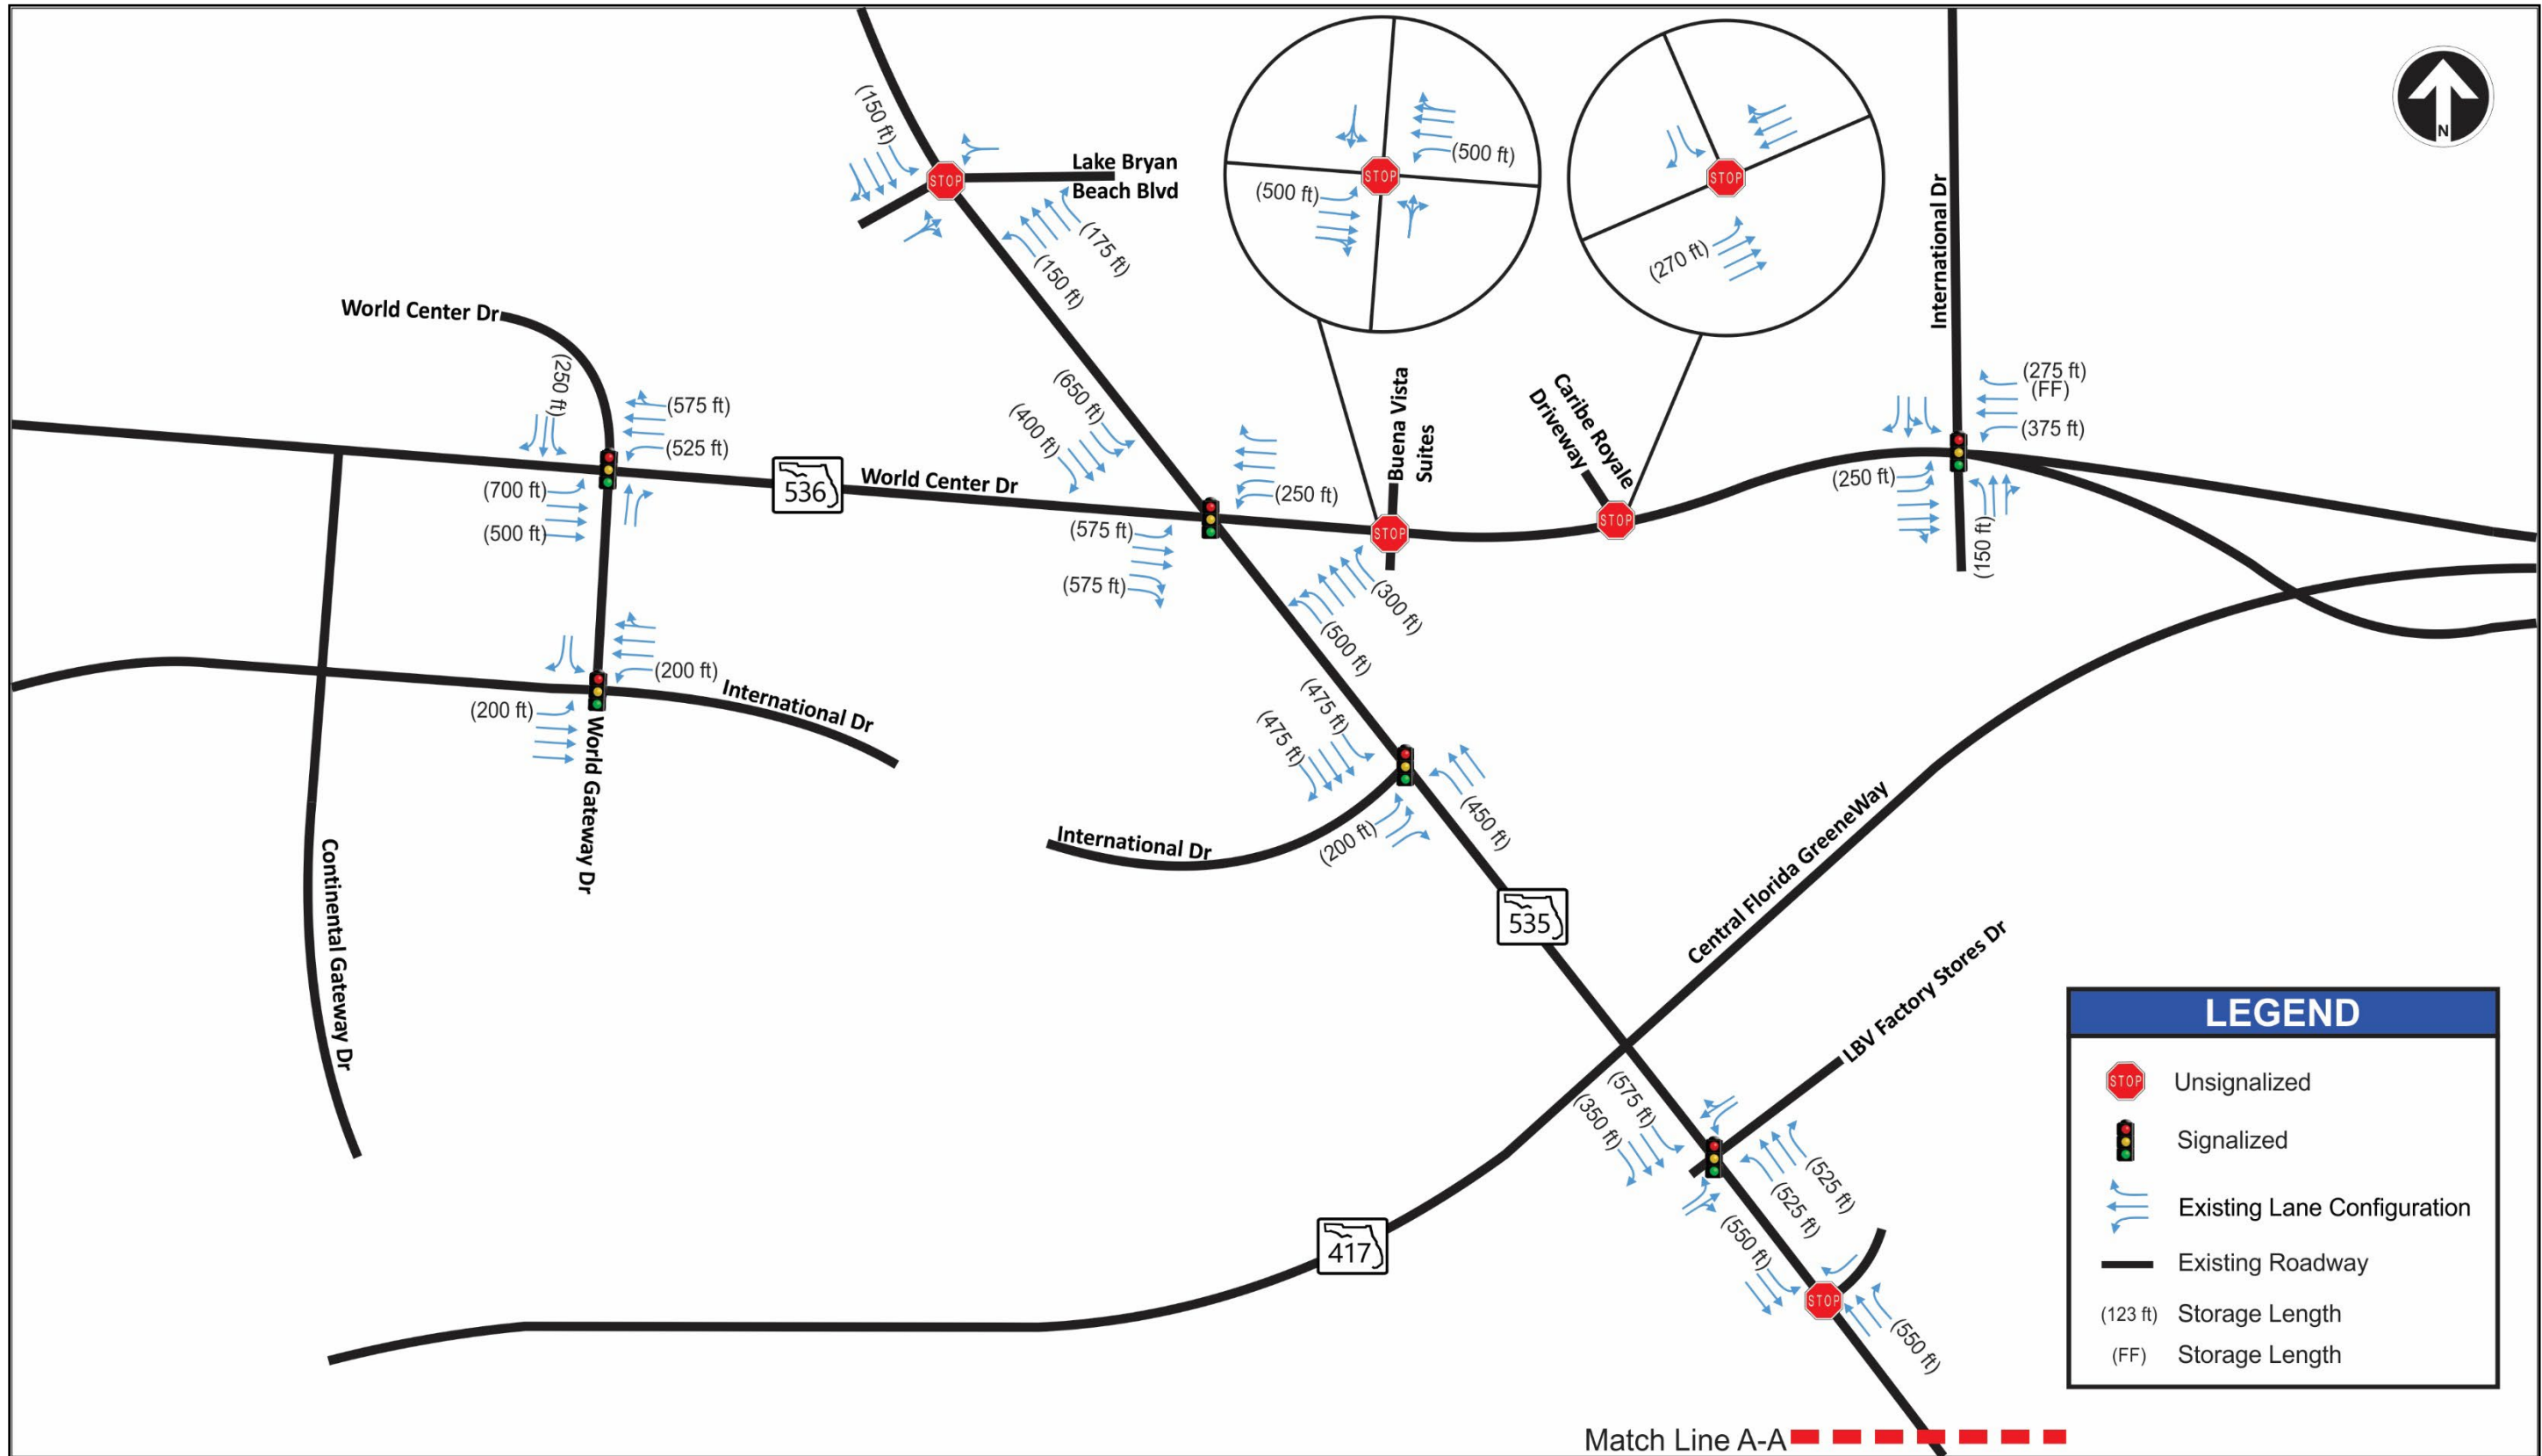 (150 ft)
STOP
Lake Bryan
Beach Blvd
(175 ft)
(150 ft)
STOP
(500 ft)
(500 ft)
STOP
(270 ft)
International Dr
N
World Center Dr
(250 ft)
(575 ft)
(525 ft)
(700 ft)
(500 ft)
536
World Center Dr
(650 ft)
(400 ft)
(250 ft)
(575 ft)
(575 ft)
Buena Vista
Suites
STOP
Caribe Royale
Driveway
STOP
(275 ft)
(FF)
(375 ft)
(250 ft)
(150 ft)
(300 ft)
(500 ft)
(200 ft)
(200 ft)
International Dr
World Gateway Dr
Continental Gateway Dr
(475 ft)
(475 ft)
(450 ft)
(200 ft)
International Dr
535
Central Florida GreeneWay
LBV Factory Stores Dr
(575 ft)
(350 ft)
(525 ft)
(525 ft)
(550 ft)
STOP
(550 ft)
417
LEGEND
STOP
Unsignalized
Signalized
Existing Lane Configuration
Existing Roadway
(123 ft)
Storage Length
(FF)
Storage Length
Match Line A-A